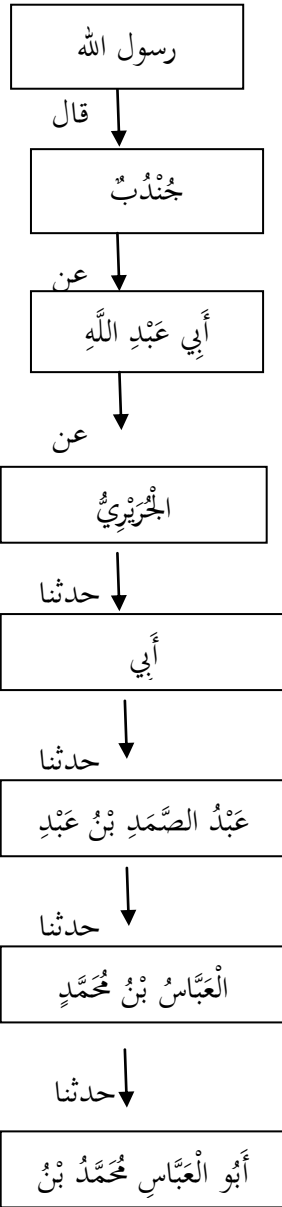 رسول الله
قال
جُنْدُبٌ
عن
أَبِي عَبْدِ اللَّهِ
عن
الْجُرَيْرِيُّ
حدثنا
أَبِي
حدثنا
عَبْدُ الصَّمَدِ بْنُ عَبْدِ
حدثنا
الْعَبَّاسُ بْنُ مُحَمَّدٍ
حدثنا
أَبُو الْعَبَّاسِ مُحَمَّدُ بْنُ